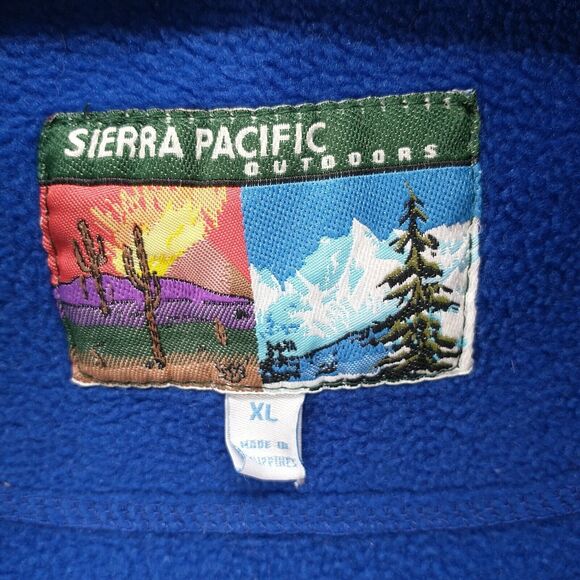 SIERRA PACIFIC
OUTDOORS
XL
MADE IN